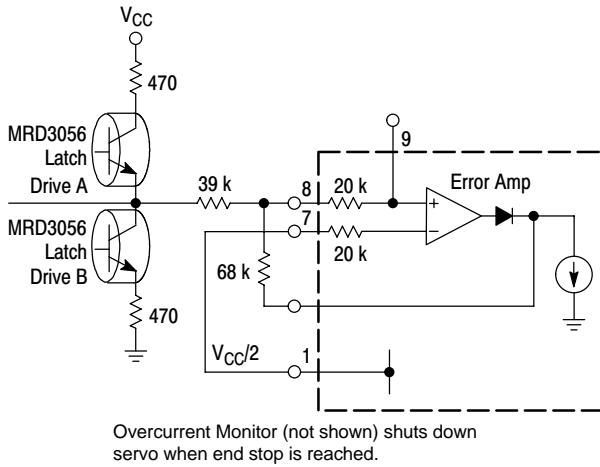 VCC
470
MRD3056
Latch
Drive A
MRD3056
Latch
Drive B
470
39 k
68 k
8
7
20 k
20 k
9
Error Amp
+
−
VCC/2
1
Overcurrent Monitor (not shown) shuts down
servo when end stop is reached.